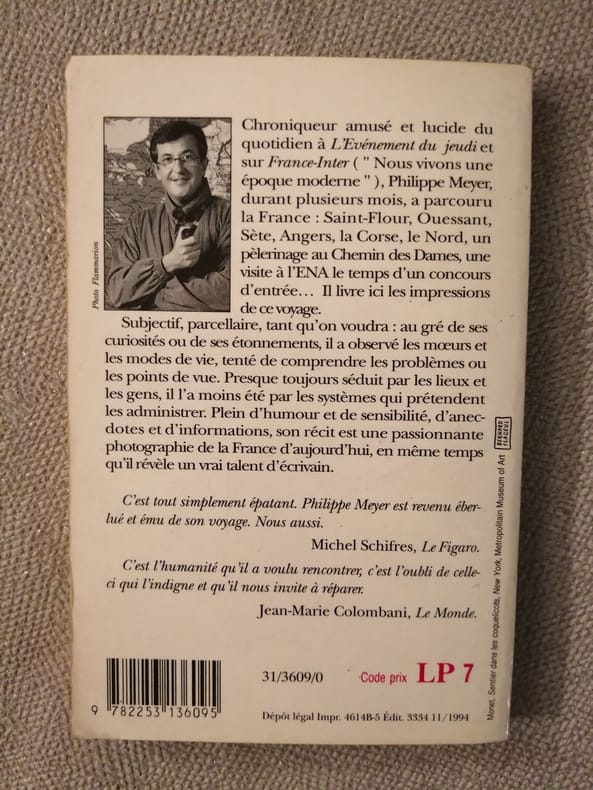 Chroniqueur amusé et lucide du
quotidien à L'Evénement du jeudi et
sur France-Inter ( " Nous vivons une
époque moderne " ), Philippe Meyer,
durant plusieurs mois, a parcouru
la France : Saint-Flour, Ouessant,
Sète, Angers, la Corse, le Nord, un
pèlerinage au Chemin des Dames, une
visite à l'ENA le temps d'un concours
d'entrée... Il livre ici les impressions
de ce voyage.
Photo Flammarion
Subjectif, parcellaire, tant qu'on voudra : au gré de ses
curiosités ou de ses étonnements, il a observé les mœurs et
les modes de vie, tenté de comprendre les problèmes ou
les points de vue. Presque toujours séduit par les lieux et
les gens, il l'a moins été par les systèmes qui prétendent
les administrer. Plein d'humour et de sensibilité, d'anec-
dotes et d'informations, son récit est une passionnante
photographie de la France d'aujourd'hui, en même temps
qu'il révèle un vrai talent d'écrivain.
C'est tout simplement épatant. Philippe Meyer est revenu éber-
lué et ému de son voyage. Nous aussi.
Michel Schifres, Le Figaro.
C'est l'humanité qu'il a voulu rencontrer, c'est l'oubli de celle-
ci qui l'indigne et qu'il nous invite à réparer.
Jean-Marie Colombani, Le Monde.
Monet, Sentier dans les coquelicots, New York, Metropolitain Museum of Art
BERNARD
FLAGEUL
31/3609/0
Code prix LP 7
9 782253 136095
Dépôt légal Impr. 4614B-5 Édit. 3334 11/1994